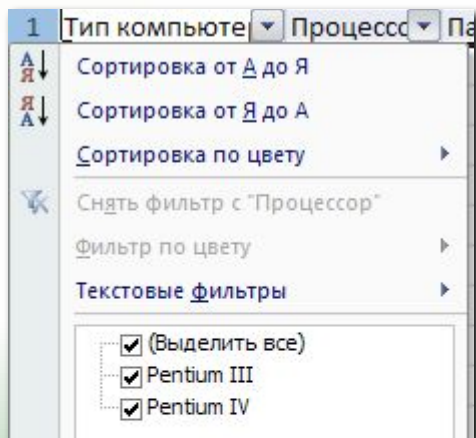 1 Тип компьюте Процессс Па
Сортировка от А до Я
Сортировка от Я до А
Сортировка по цвету
Снять фильтр с "Процессор"
Фильтр по цвету
Текстовые фильтры
(Выделить все)
Pentium III
Pentium IV